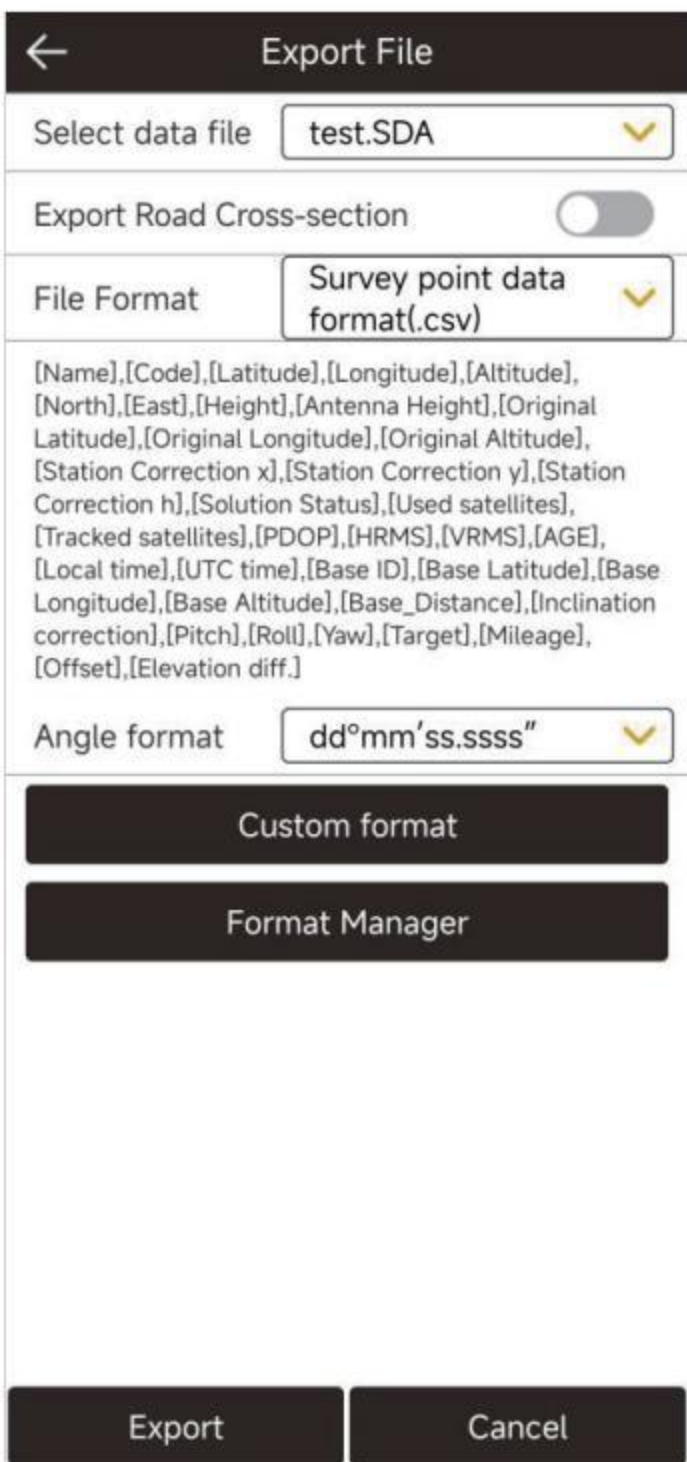 Export File
Select data file test.SDA
Export Road Cross-section
File Format Survey point data
format(.csv)
[Name],[Code],[Latitude],[Longitude],[Altitude],
[North],[East],[Height],[Antenna Height],[Original
Latitude],[Original Longitude],[Original Altitude],
[Station Correction x],[Station Correction y],[Station
Correction h],[Solution Status],[Used satellites],
[Tracked satellites],[PDOP],[HRMS],[VRMS],[AGE],
[Local time],[UTC time],[Base ID],[Base Latitude],[Base
Longitude],[Base Altitude],[Base_Distance],[Inclination
correction],[Pitch],[Roll],[Yaw],[Target],[Mileage],
[Offset],[Elevation diff.]
Angle format dd°mm′ss.ssss″
Custom format
Format Manager
Export Cancel